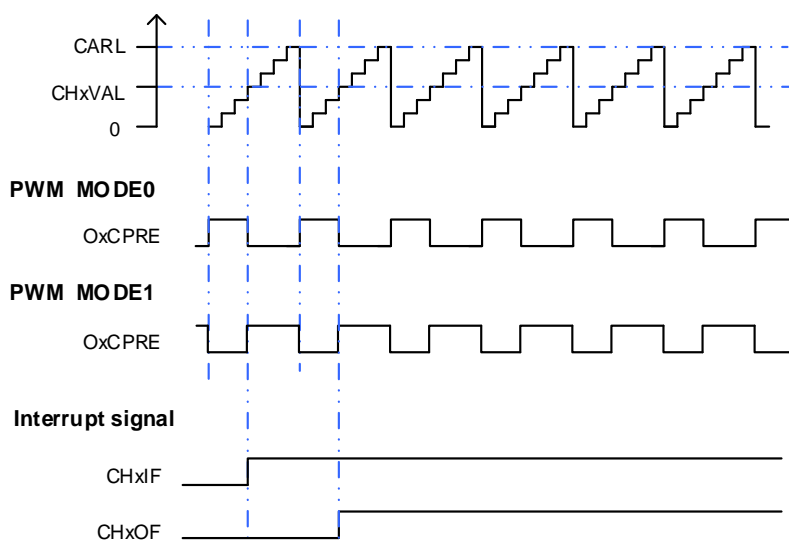 CARL
CHxVAL
0
PWM MODE0
OxCPRE
PWM MODE1
OxCPRE
Interrupt signal
CHxIF
CHxOF